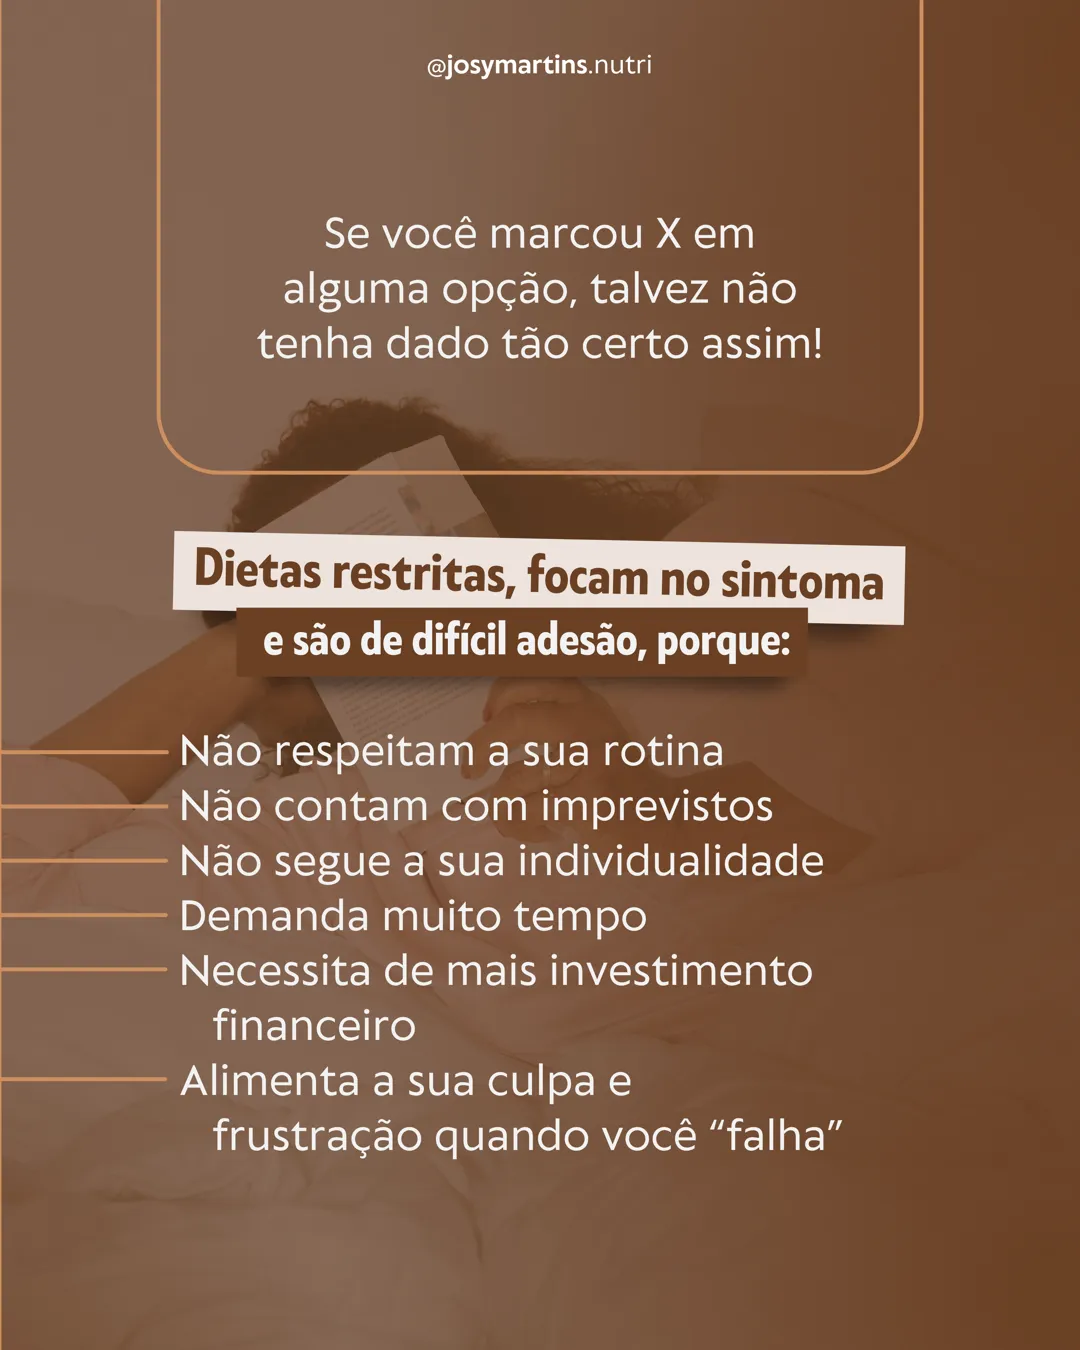 @josymartins.nutri
Se você marcou X em
alguma opção, talvez não
tenha dado tão certo assim!
Dietas restritas, focam no sintoma
e são de difícil adesão, porque:
Não respeitam a sua rotina
Não contam com imprevistos
Não segue a sua individualidade
Demanda muito tempo
Necessita de mais investimento
financeiro
Alimenta a sua culpa e
frustração quando você “falha”